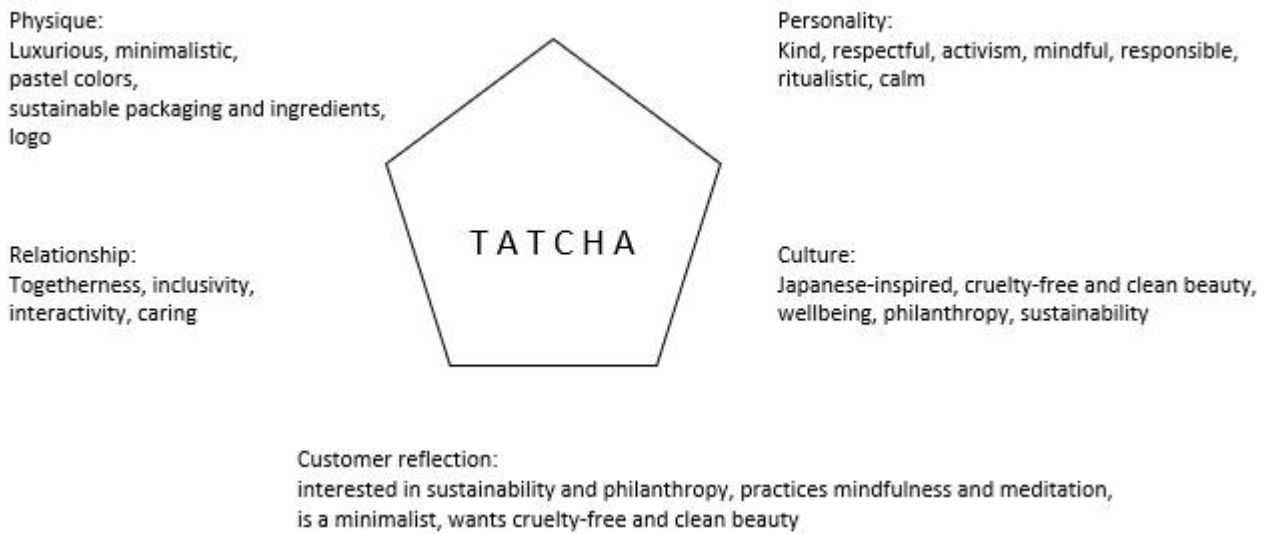 Physique:
Luxurious, minimalistic,
pastel colors,
sustainable packaging and ingredients,
logo
Personality:
Kind, respectful, activism, mindful, responsible,
ritualistic, calm
TATCHA
Relationship:
Togetherness, inclusivity,
interactivity, caring
Culture:
Japanese-inspired, cruelty-free and clean beauty,
wellbeing, philanthropy, sustainability
Customer reflection:
interested in sustainability and philanthropy, practices mindfulness and meditation,
is a minimalist, wants cruelty-free and clean beauty